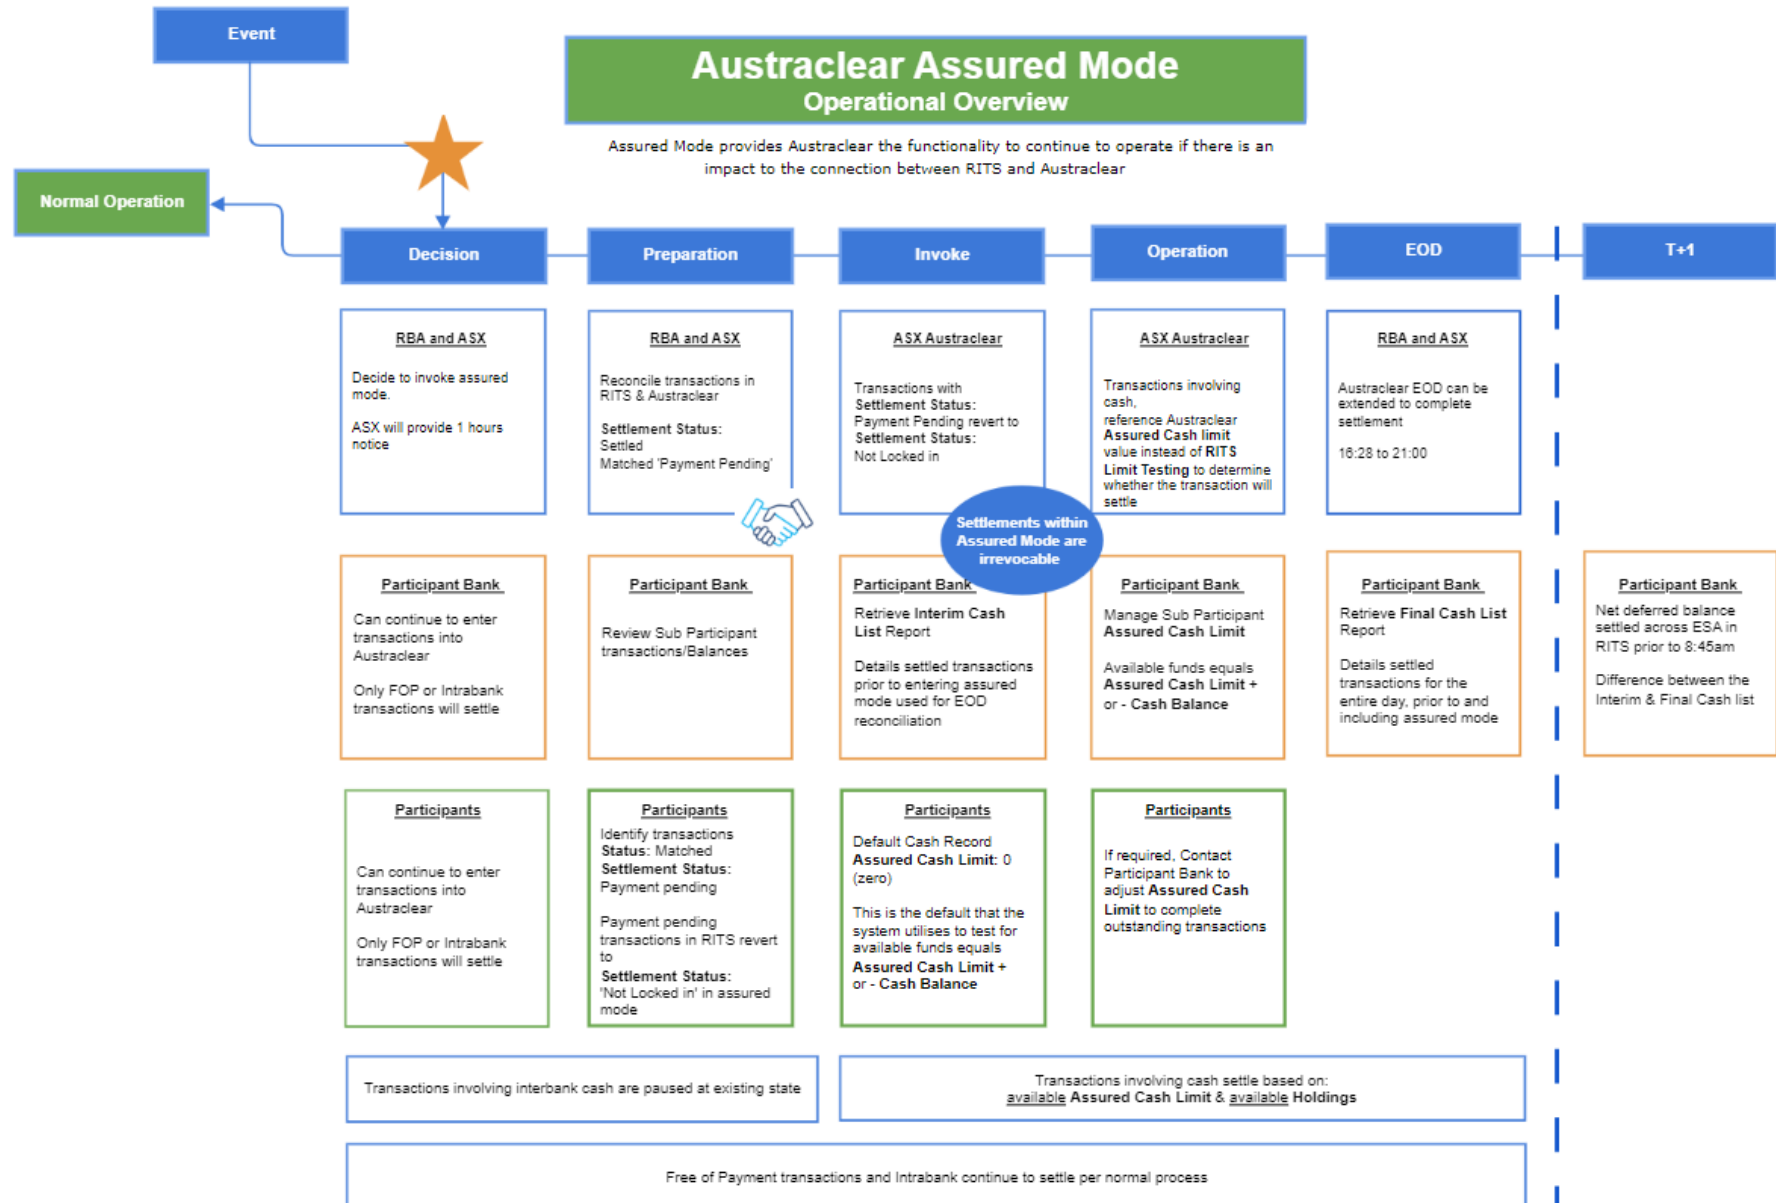 Event
Austraclear Assured Mode
Operational Overview
Assured Mode provides Austraclear the functionality to continue to operate if there is an
impact to the connection between RITS and Austraclear
Normal Operation
Decision
Preparation
Invoke
Operation
EOD
T+1
RBA and ASX
Decide to invoke assured
mode.
ASX will provide 1 hours
notice
RBA and ASX
Reconcile transactions in
RITS & Austraclear
Settlement Status:
Settled
Matched 'Payment Pending'
ASX Austraclear
Transactions with
Settlement Status:
Payment Pending revert to
Settlement Status:
Not Locked in
ASX Austraclear
Transactions involving
cash,
reference Austraclear
Assured Cash limit
value instead of RITS
Limit Testing to determine
whether the transaction will
settle
RBA and ASX
Austraclear EOD can be
extended to complete
settlement
16:28 to 21:00
Settlements within
Assured Mode are
irrevocable
Participant Bank
Can continue to enter
transactions into
Austraclear
Only FOP or Intrabank
transactions will settle
Participant Bank
Review Sub Participant
transactions/Balances
Participant Bank
Retrieve Interim Cash
List Report
Details settled transactions
prior to entering assured
mode used for EOD
reconciliation
Participant Bank
Manage Sub Participant
Assured Cash Limit
Available funds equals
Assured Cash Limit +
or - Cash Balance
Participant Bank
Retrieve Final Cash List
Report
Details settled
transactions for the
entire day, prior to and
including assured mode
Participant Bank
Net deferred balance
settled across ESA in
RITS prior to 8:45am
Difference between the
Interim & Final Cash list
Participants
Can continue to enter
transactions into
Austraclear
Only FOP or Intrabank
transactions will settle
Participants
Identify transactions
Status: Matched
Settlement Status:
Payment pending
Payment pending
transactions in RITS revert
to
Settlement Status:
'Not Locked in' in assured
mode
Participants
Default Cash Record
Assured Cash Limit: 0
(zero)
This is the default that the
system utilises to test for
available funds equals
Assured Cash Limit +
or - Cash Balance
Participants
If required, Contact
Participant Bank to
adjust Assured Cash
Limit to complete
outstanding transactions
Transactions involving interbank cash are paused at existing state
Transactions involving cash settle based on:
available Assured Cash Limit & available Holdings
Free of Payment transactions and Intrabank continue to settle per normal process